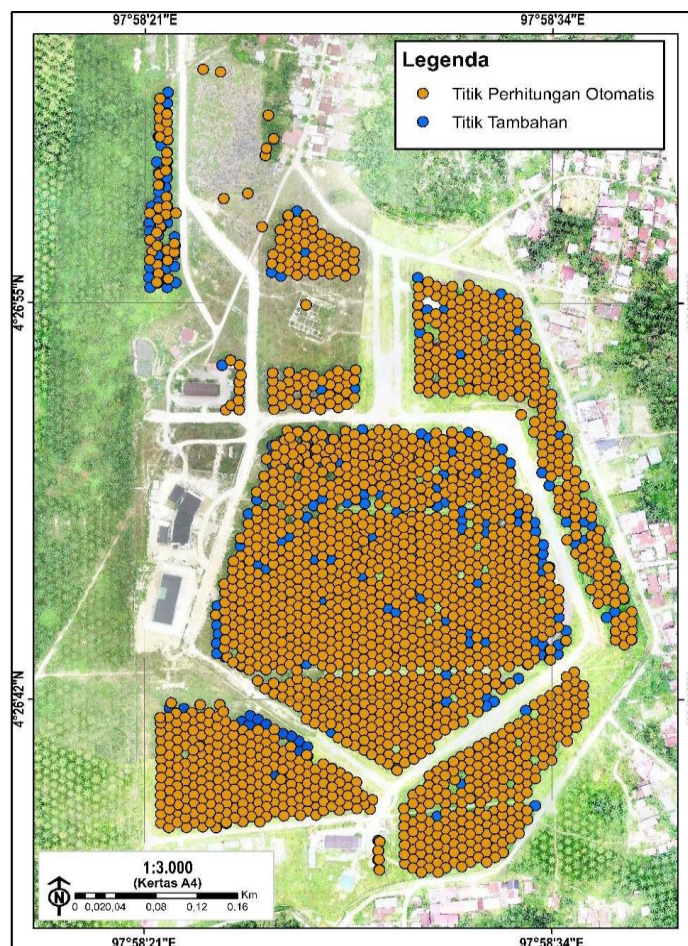 97°58'21"E 97°58'34"E
Legenda
Titik Perhitungan Otomatis
Titik Tambahan
4°26'55"N
4°26'42"N
1:3.000
(Kertas A4)
Km
0 0,020,04 0,08 0,12 0,16
N
97°58'21"E 97°58'34"E